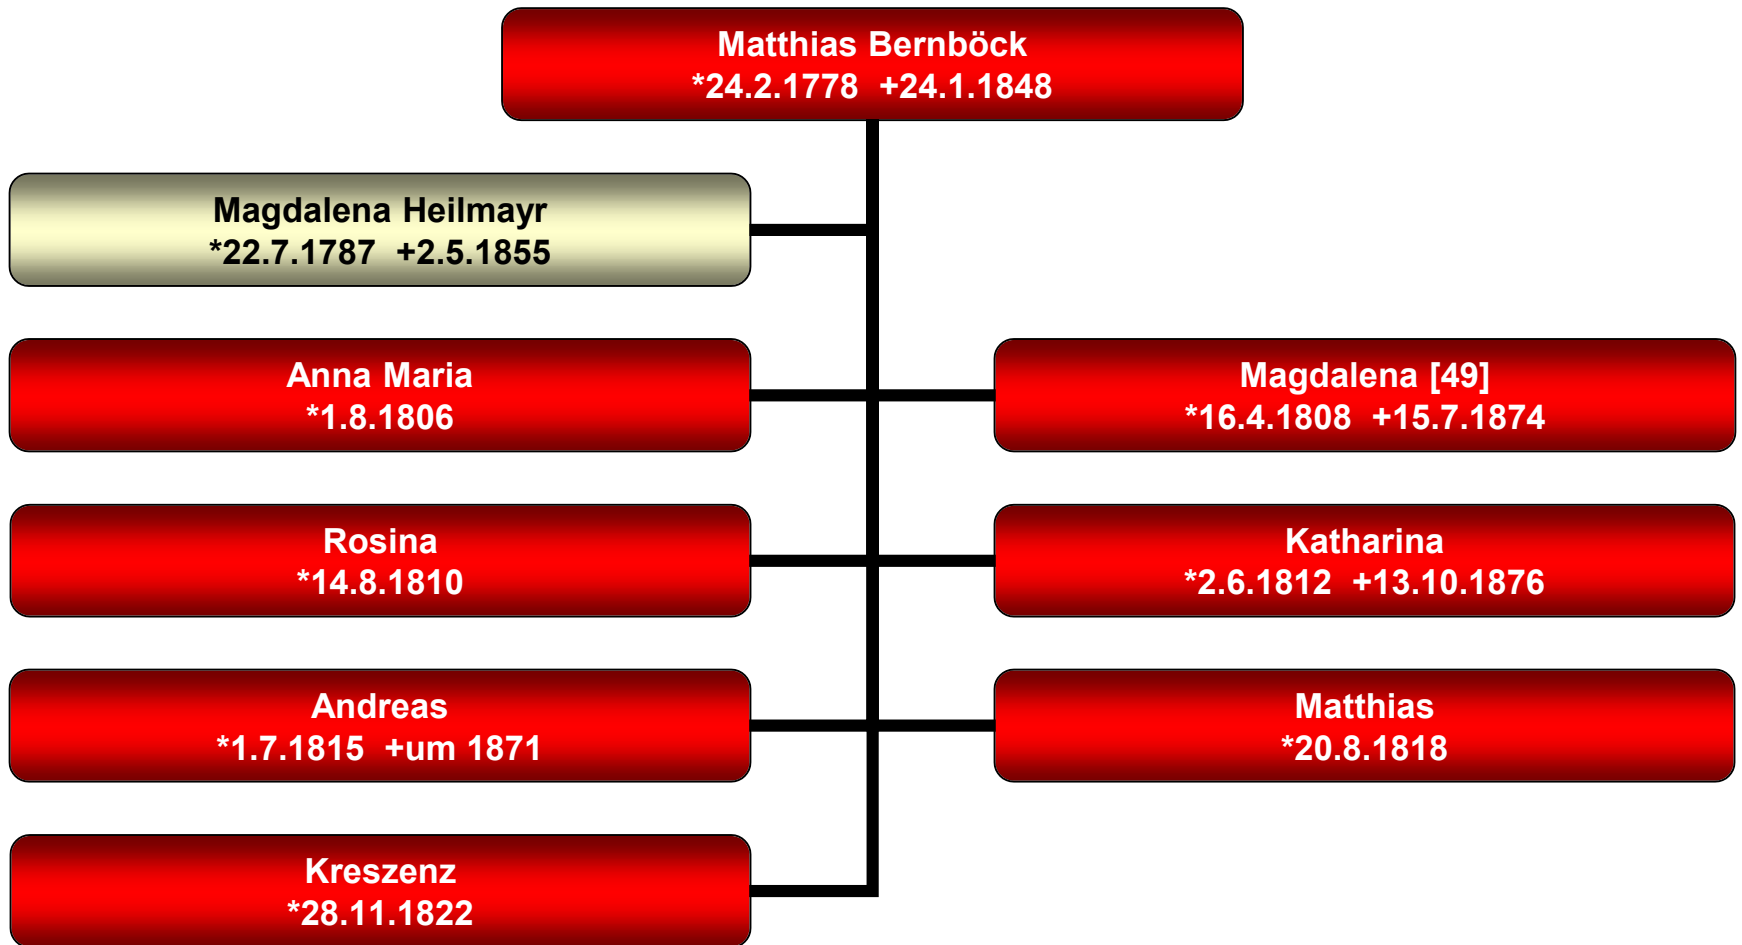 Matthias Bernböck
*24.2.1778 +24.1.1848
Magdalena Heilmayr
*22.7.1787 +2.5.1855
Anna Maria
*1.8.1806
Magdalena [49]
*16.4.1808 +15.7.1874
Rosina
*14.8.1810
Katharina
*2.6.1812 +13.10.1876
Andreas
*1.7.1815 +um 1871
Matthias
*20.8.1818
Kreszenz
*28.11.1822